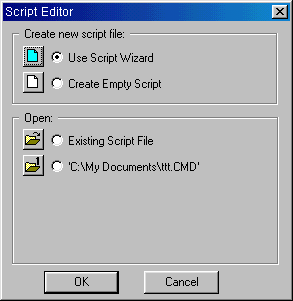 Script Editor
Create new script file:
Use Script Wizard
Create Empty Script
Open:
Existing Script File
'C:\My Documents\ttt.CMD'
OK
Cancel